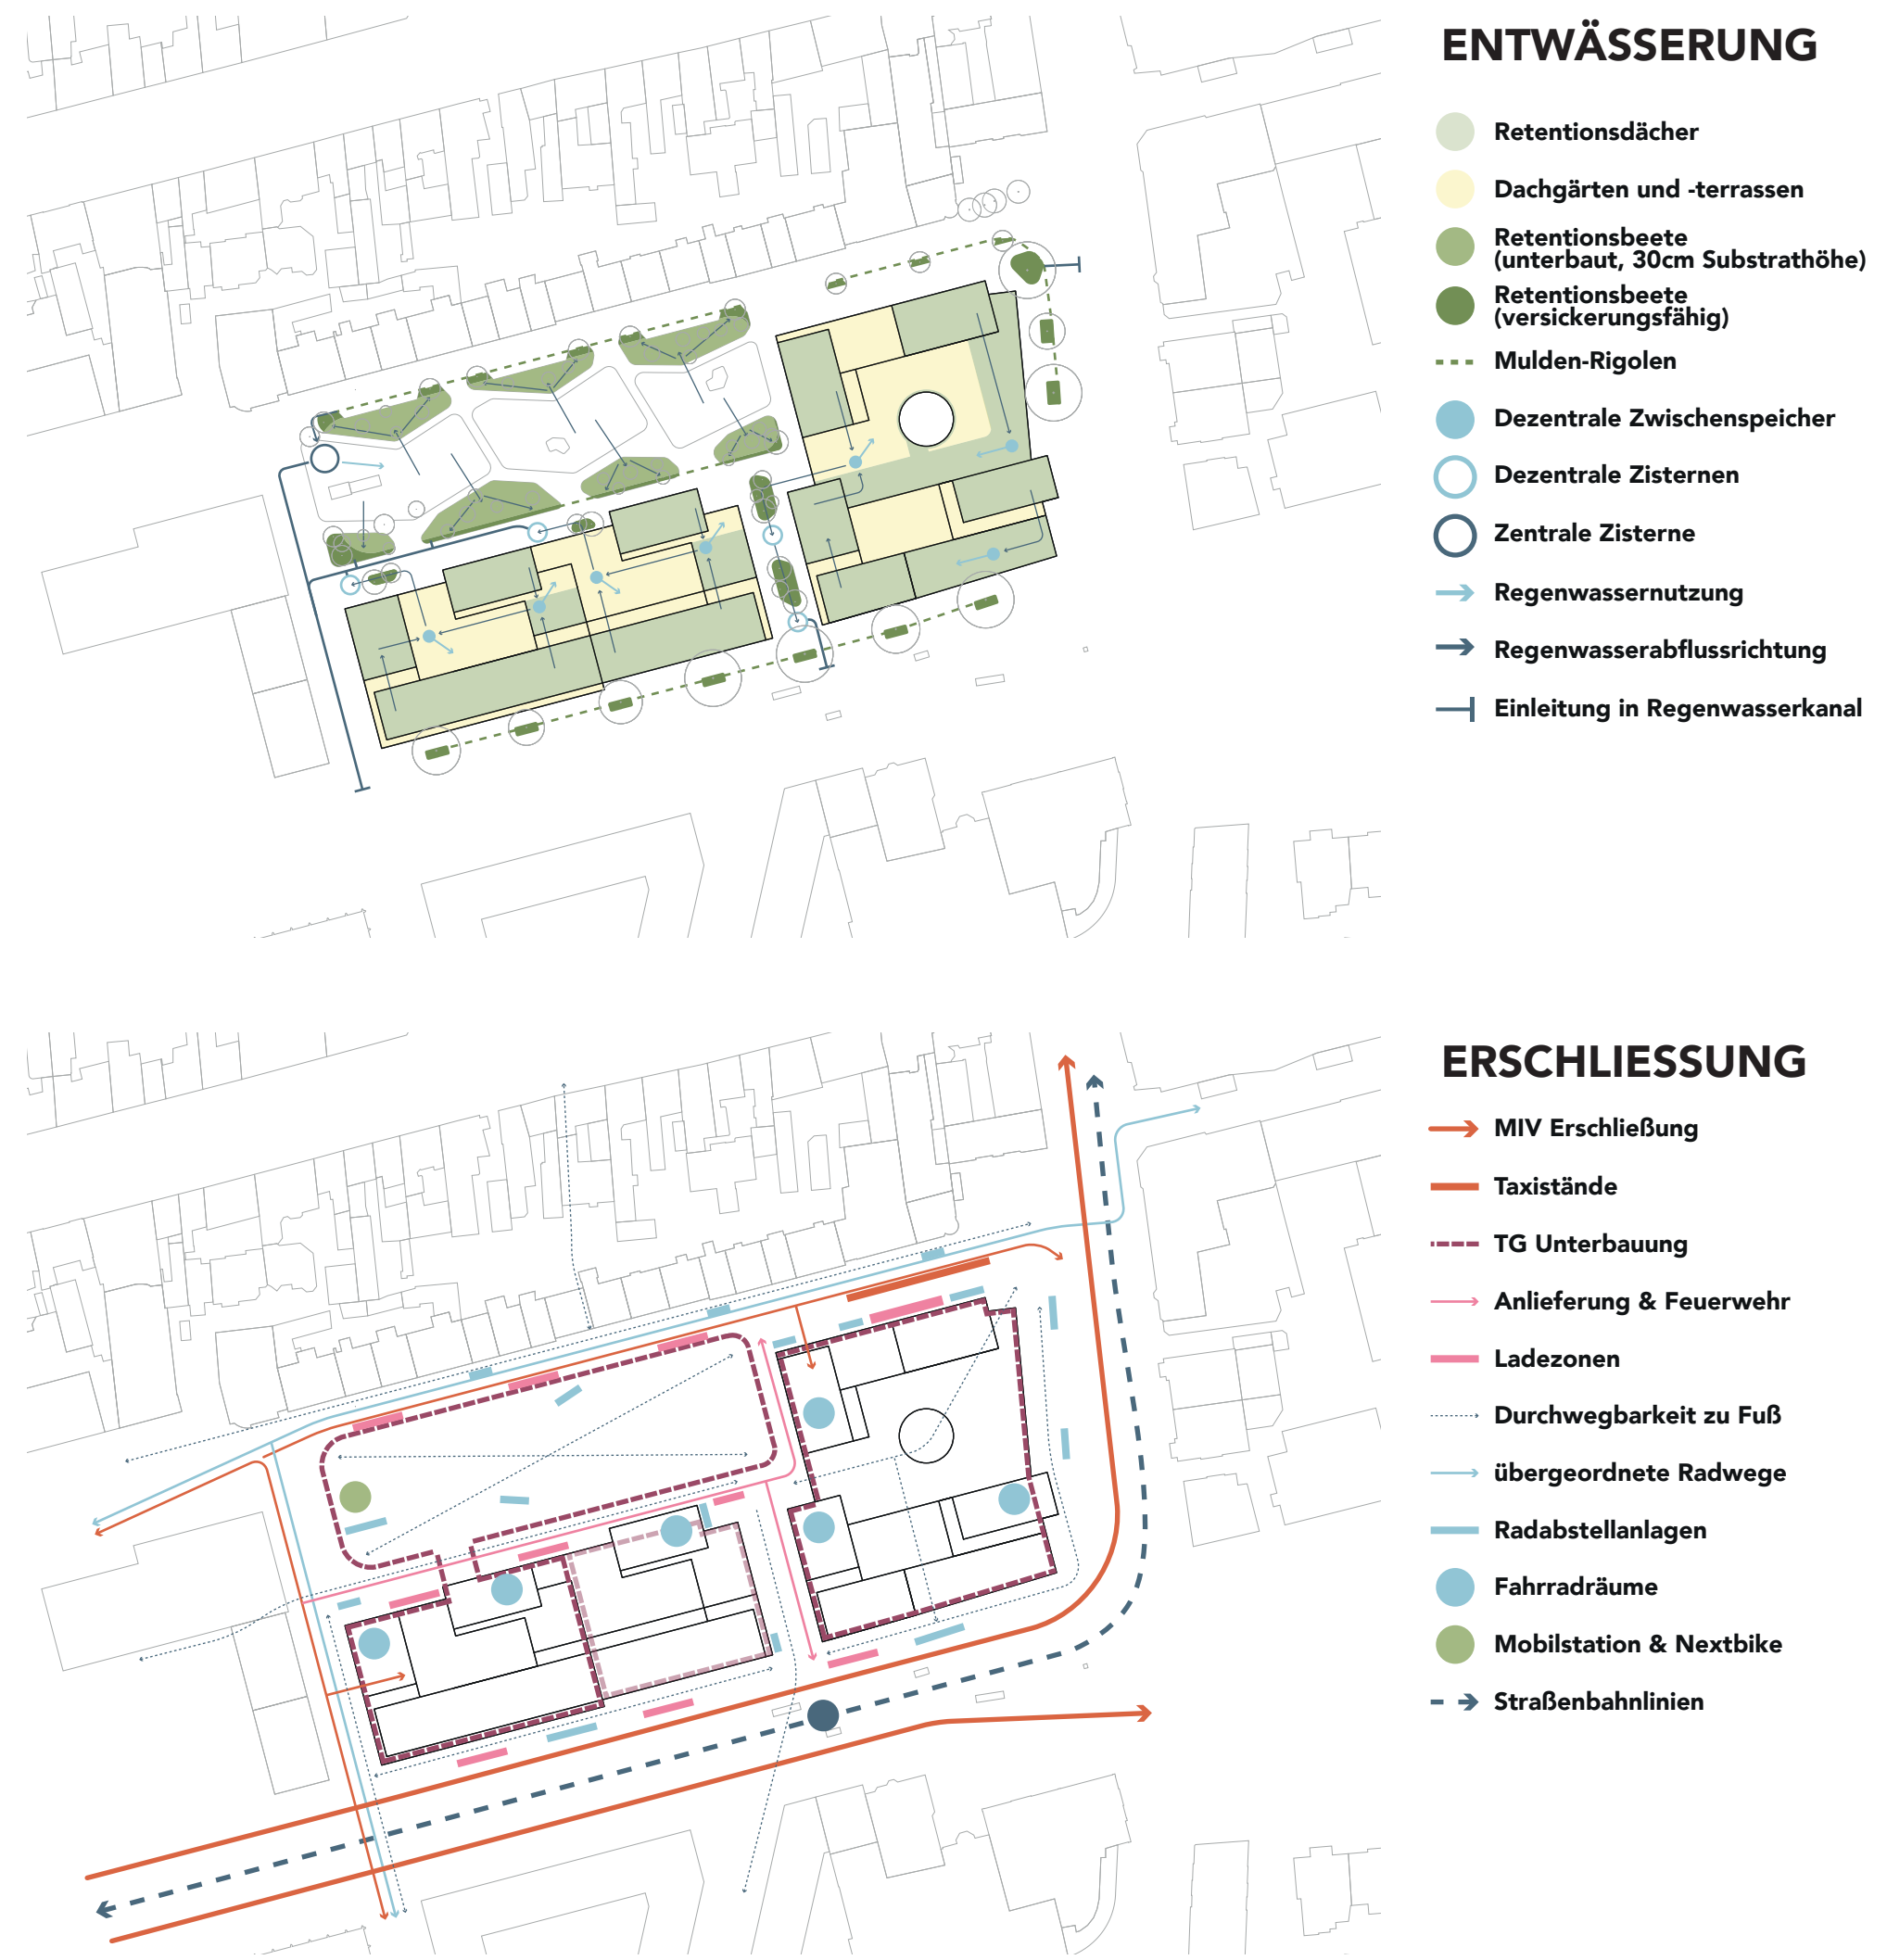 ENTWÄSSERUNG
Retentionsdächer
Dachgärten und -terrassen
Retentionsbeete
(unterbaut, 30cm Substrathöhe)
Retentionsbeete
(versickerungsfähig)
Mulden-Rigolen
Dezentrale Zwischenspeicher
Dezentrale Zisternen
Zentrale Zisterne
Regenwassernutzung
Regenwasserabflussrichtung
Einleitung in Regenwasserkanal
ERSCHLIESSUNG
MIV Erschließung
Taxistände
TG Unterbauung
Anlieferung & Feuerwehr
Ladezonen
Durchwegbarkeit zu Fuß
übergeordnete Radwege
Radabstellanlagen
Fahrradräume
Mobilstation & Nextbike
Straßenbahnlinien